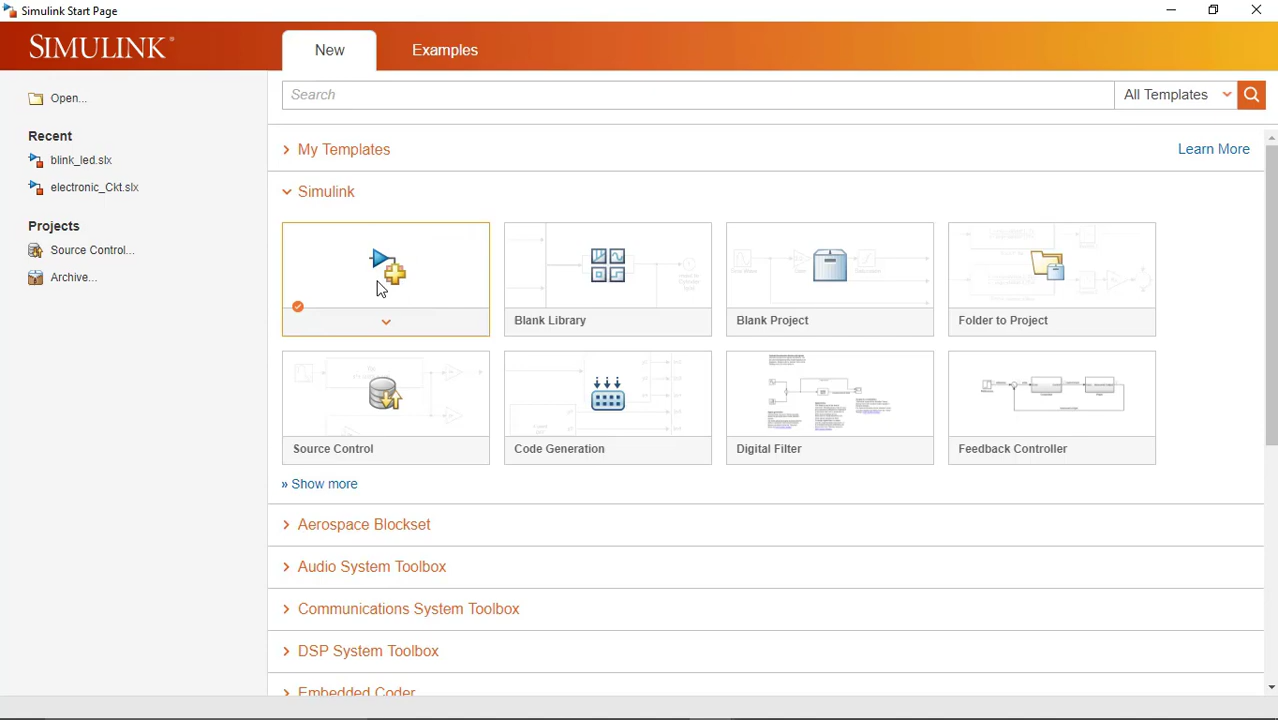 Simulink Start Page
SIMULINK®
New
Examples
Open...
Recent
blink_led.slx
electronic_Ckt.slx
Projects
Source Control...
Archive...
Search
All Templates
My Templates
Learn More
Simulink
Blank Library
Blank Project
Folder to Project
Source Control
Code Generation
Digital Filter
Feedback Controller
» Show more
Aerospace Blockset
Audio System Toolbox
Communications System Toolbox
DSP System Toolbox
Embedded Coder